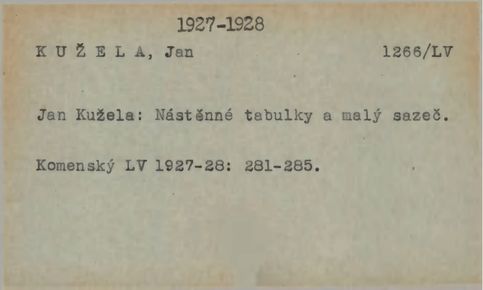 1927-1928
K U Ž E L A, Jan 1266/LV
Jan Kužela: Nástěnné tabulky a malý sazeč.
Komenský LV 1927-28: 281-285.